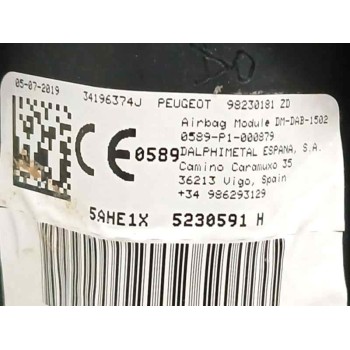 05-07-2019
34196374J PEUGEOT 98230181 ZD
Airbag Module DM-DAB-1502
0589-P1-000879
CE 0589 DALPHIMETAL ESPANA, S.A.
Camino Caramuxo 35
36213 Vigo, Spain
+34 986293129
5AHE1X 5230591 H